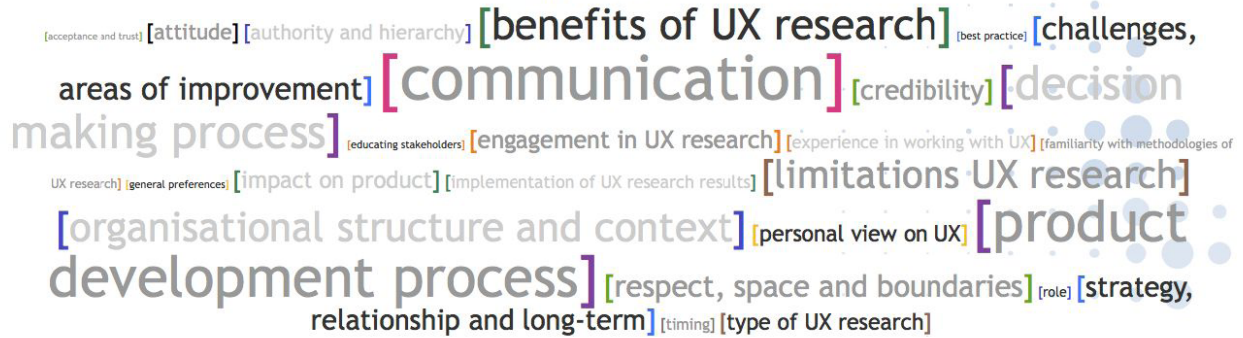 [acceptance and trust] [attitude] [authority and hierarchy] [benefits of UX research] [best practice] [challenges,
areas of improvement] [communication] [credibility] [decision
making process] [educating stakeholders] [engagement in UX research] [experience in working with UX] [familiarity with methodologies of
UX research] [general preferences] [impact on product] [implementation of UX research results] [limitations UX research]
[organisational structure and context] [personal view on UX] [product
development process] [respect, space and boundaries] [role] [strategy,
relationship and long-term] [timing] [type of UX research]